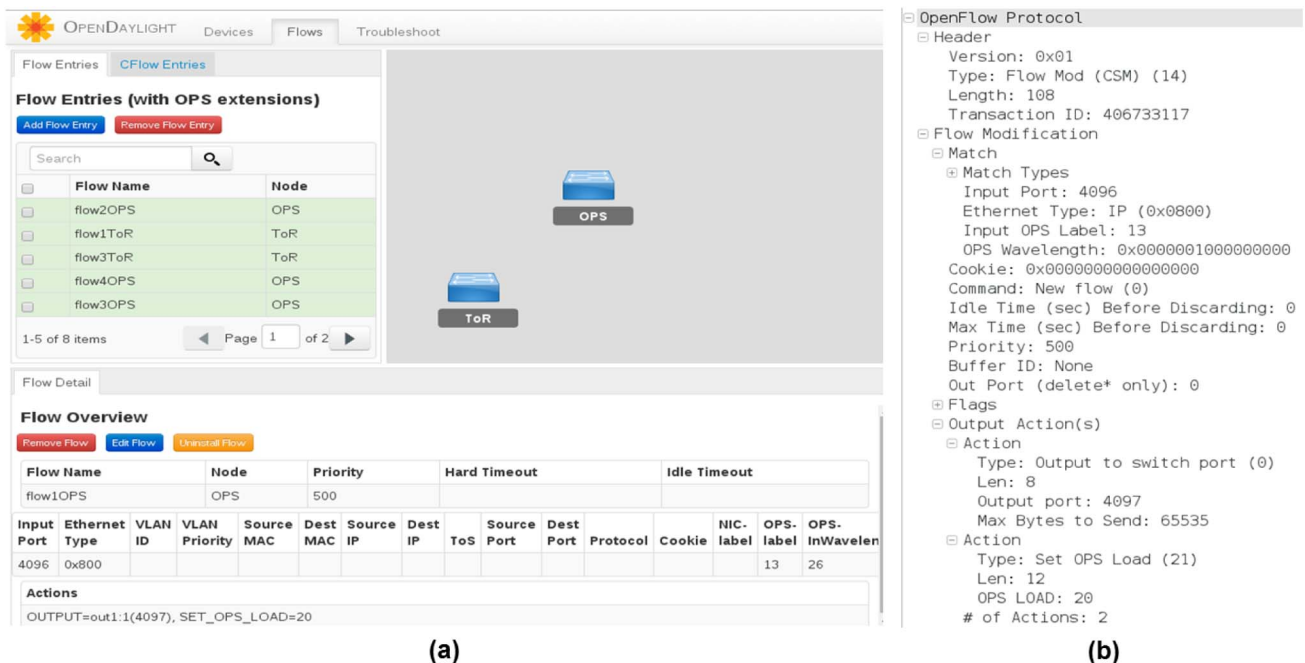 OPENDAYLIGHT Devices Flows Troubleshoot
Flow Entries CFlow Entries
Flow Entries (with OPS extensions)
Add Flow Entry Remove Flow Entry
Search
Flow Name Node
flow2OPS OPS
flow1ToR ToR
flow3ToR ToR
flow4OPS OPS
flow3OPS OPS
1-5 of 8 items Page 1 of 2
OPS
ToR
Flow Detail
Flow Overview
Remove Flow Edit Flow Uninstall Flow
Flow Name Node Priority Hard Timeout Idle Timeout
flow1OPS OPS 500
Input Ethernet VLAN VLAN Source Dest Source Dest Source Dest NIC- OPS- OPS-
Port Type ID Priority MAC MAC IP IP ToS Port Port Protocol Cookie label label InWavelen
4096 0x800 13 26
Actions
OUTPUT=out1:1(4097), SET_OPS_LOAD=20
(a)
OpenFlow Protocol
Header
Version: 0x01
Type: Flow Mod (CSM) (14)
Length: 108
Transaction ID: 406733117
Flow Modification
Match
Match Types
Input Port: 4096
Ethernet Type: IP (0x0800)
Input OPS Label: 13
OPS Wavelength: 0x0000001000000000
Cookie: 0x0000000000000000
Command: New flow (0)
Idle Time (sec) Before Discarding: 0
Max Time (sec) Before Discarding: 0
Priority: 500
Buffer ID: None
Out Port (delete* only): 0
Flags
Output Action(s)
Action
Type: Output to switch port (0)
Len: 8
Output port: 4097
Max Bytes to Send: 65535
Action
Type: Set OPS Load (21)
Len: 12
OPS LOAD: 20
# of Actions: 2
(b)